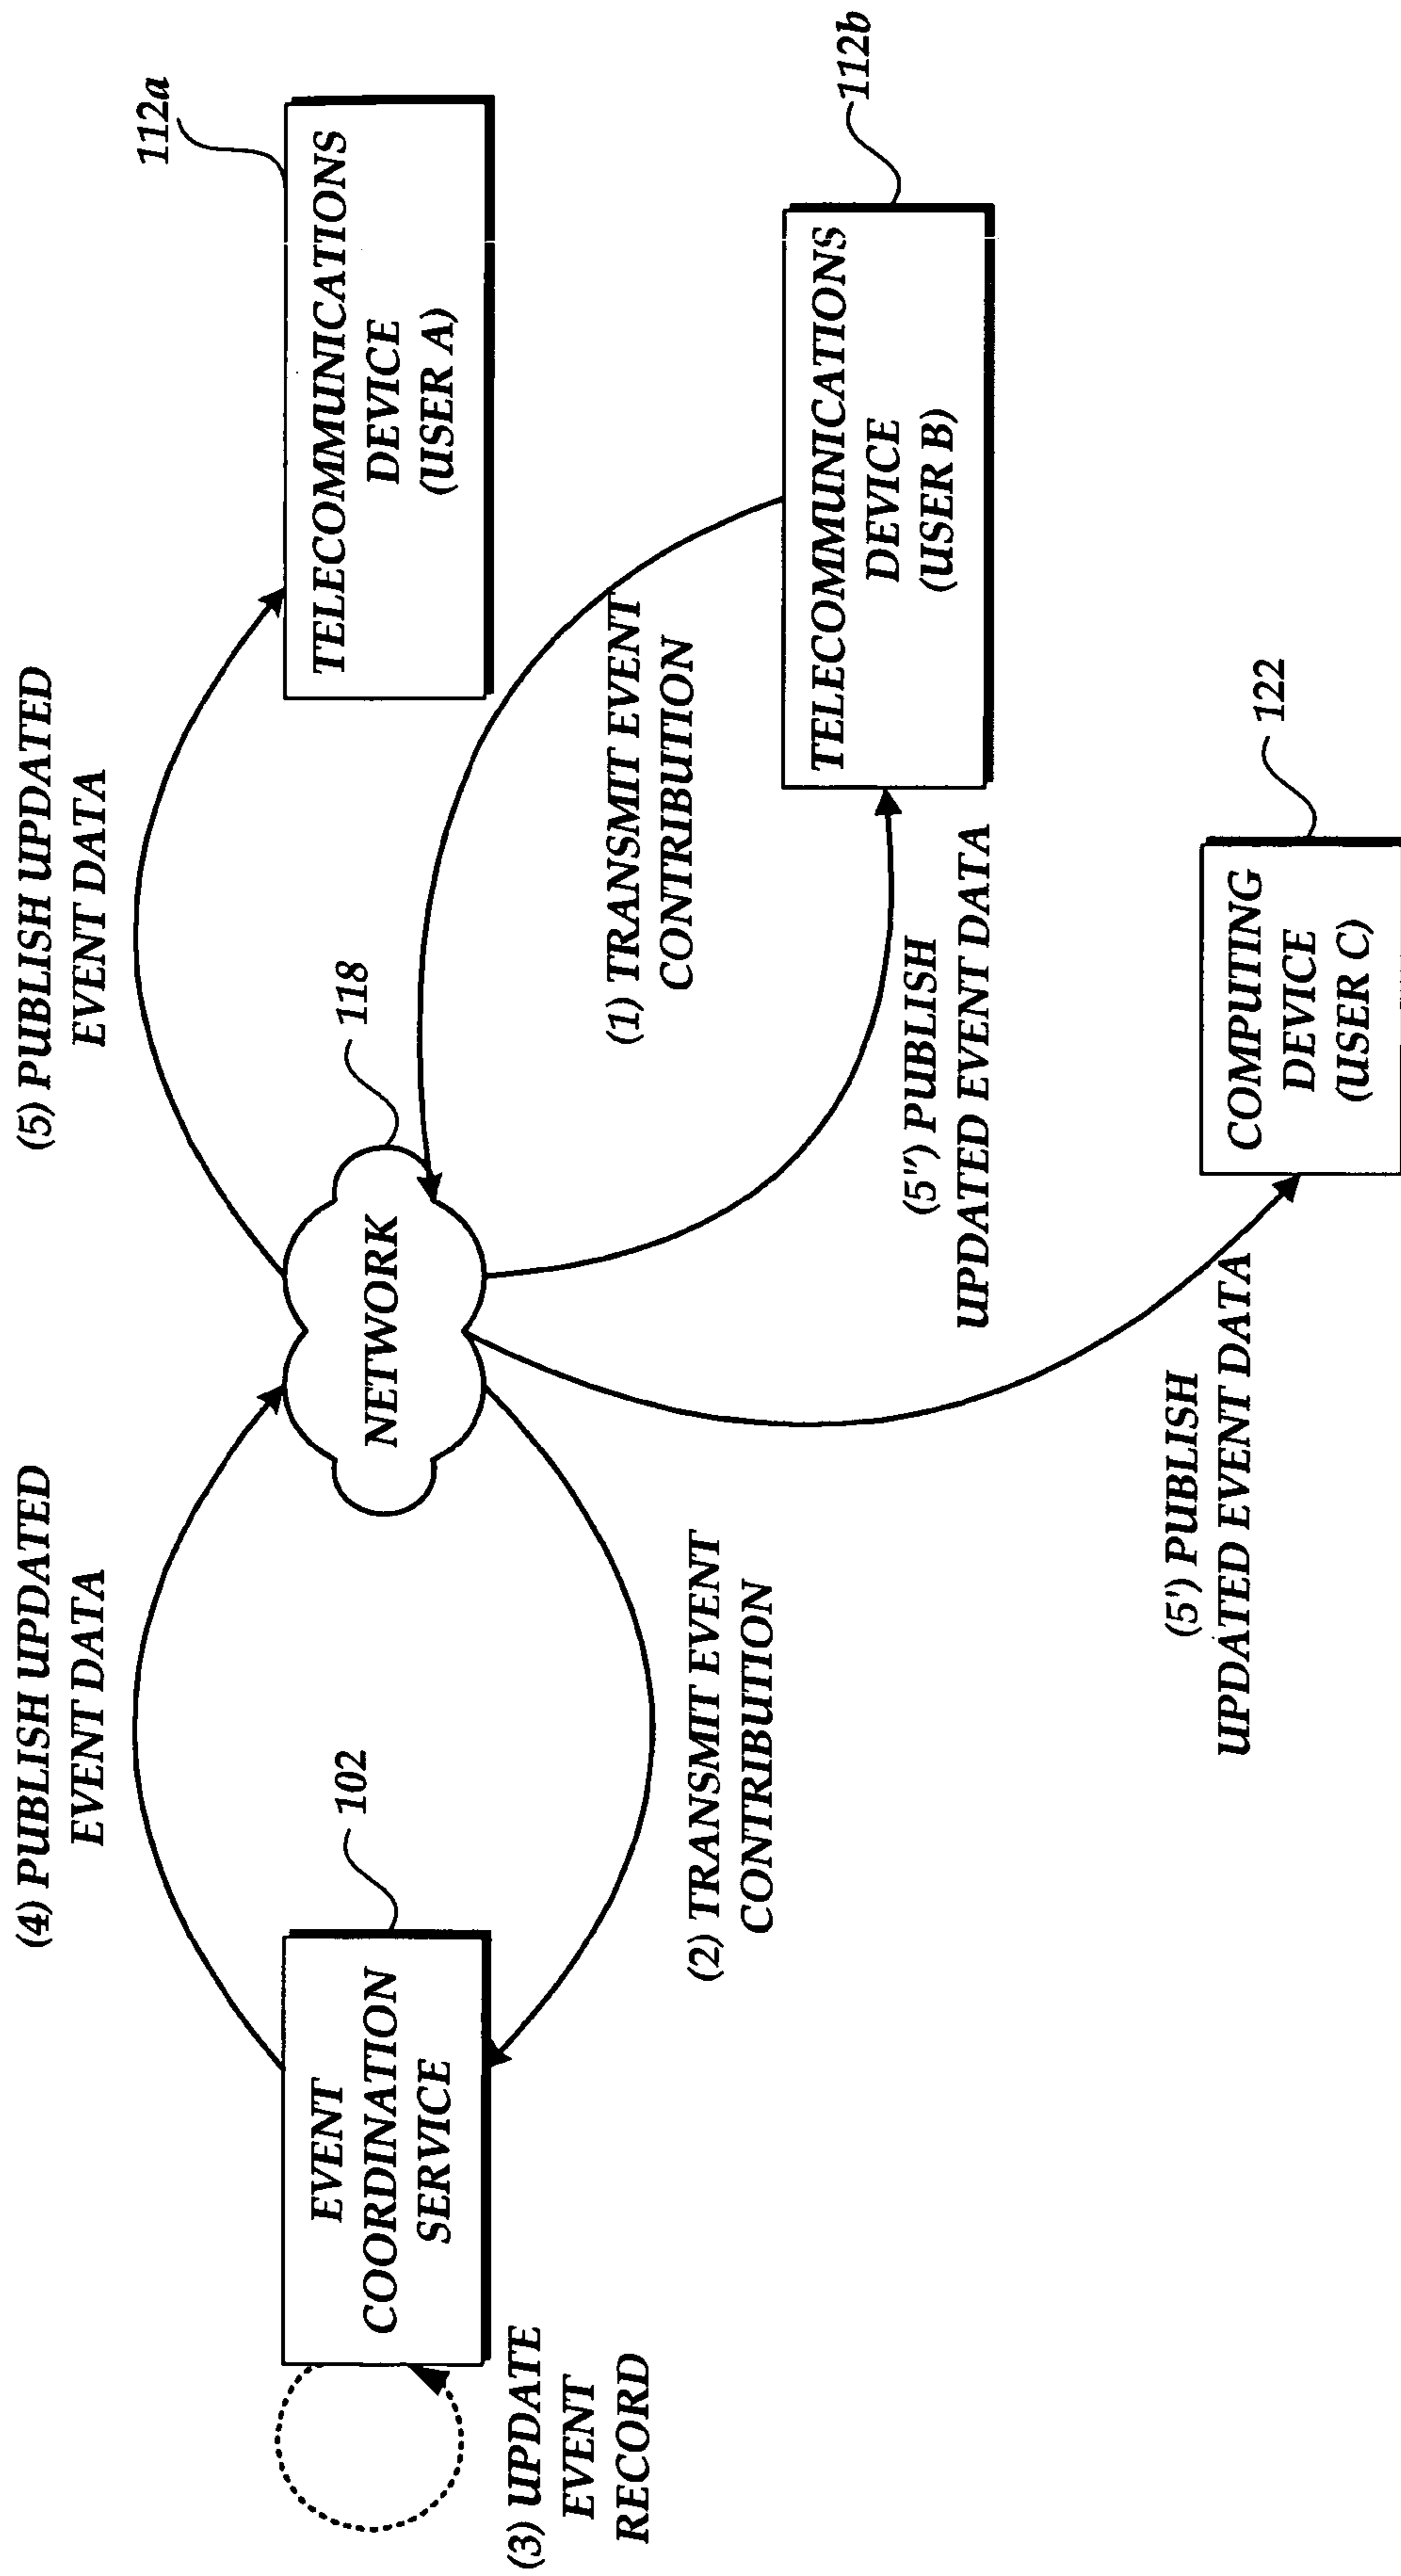 (4) PUBLISH UPDATED
EVENT DATA
(5) PUBLISH UPDATED
EVENT DATA
112a
TELECOMMUNICATIONS
DEVICE
(USER A)
118
NETWORK
102
EVENT
COORDINATION
SERVICE
(3) UPDATE
EVENT
RECORD
(2) TRANSMIT EVENT
CONTRIBUTION
(1) TRANSMIT EVENT
CONTRIBUTION
112b
TELECOMMUNICATIONS
DEVICE
(USER B)
(5") PUBLISH
UPDATED EVENT DATA
(5') PUBLISH
UPDATED EVENT DATA
122
COMPUTING
DEVICE
(USER C)